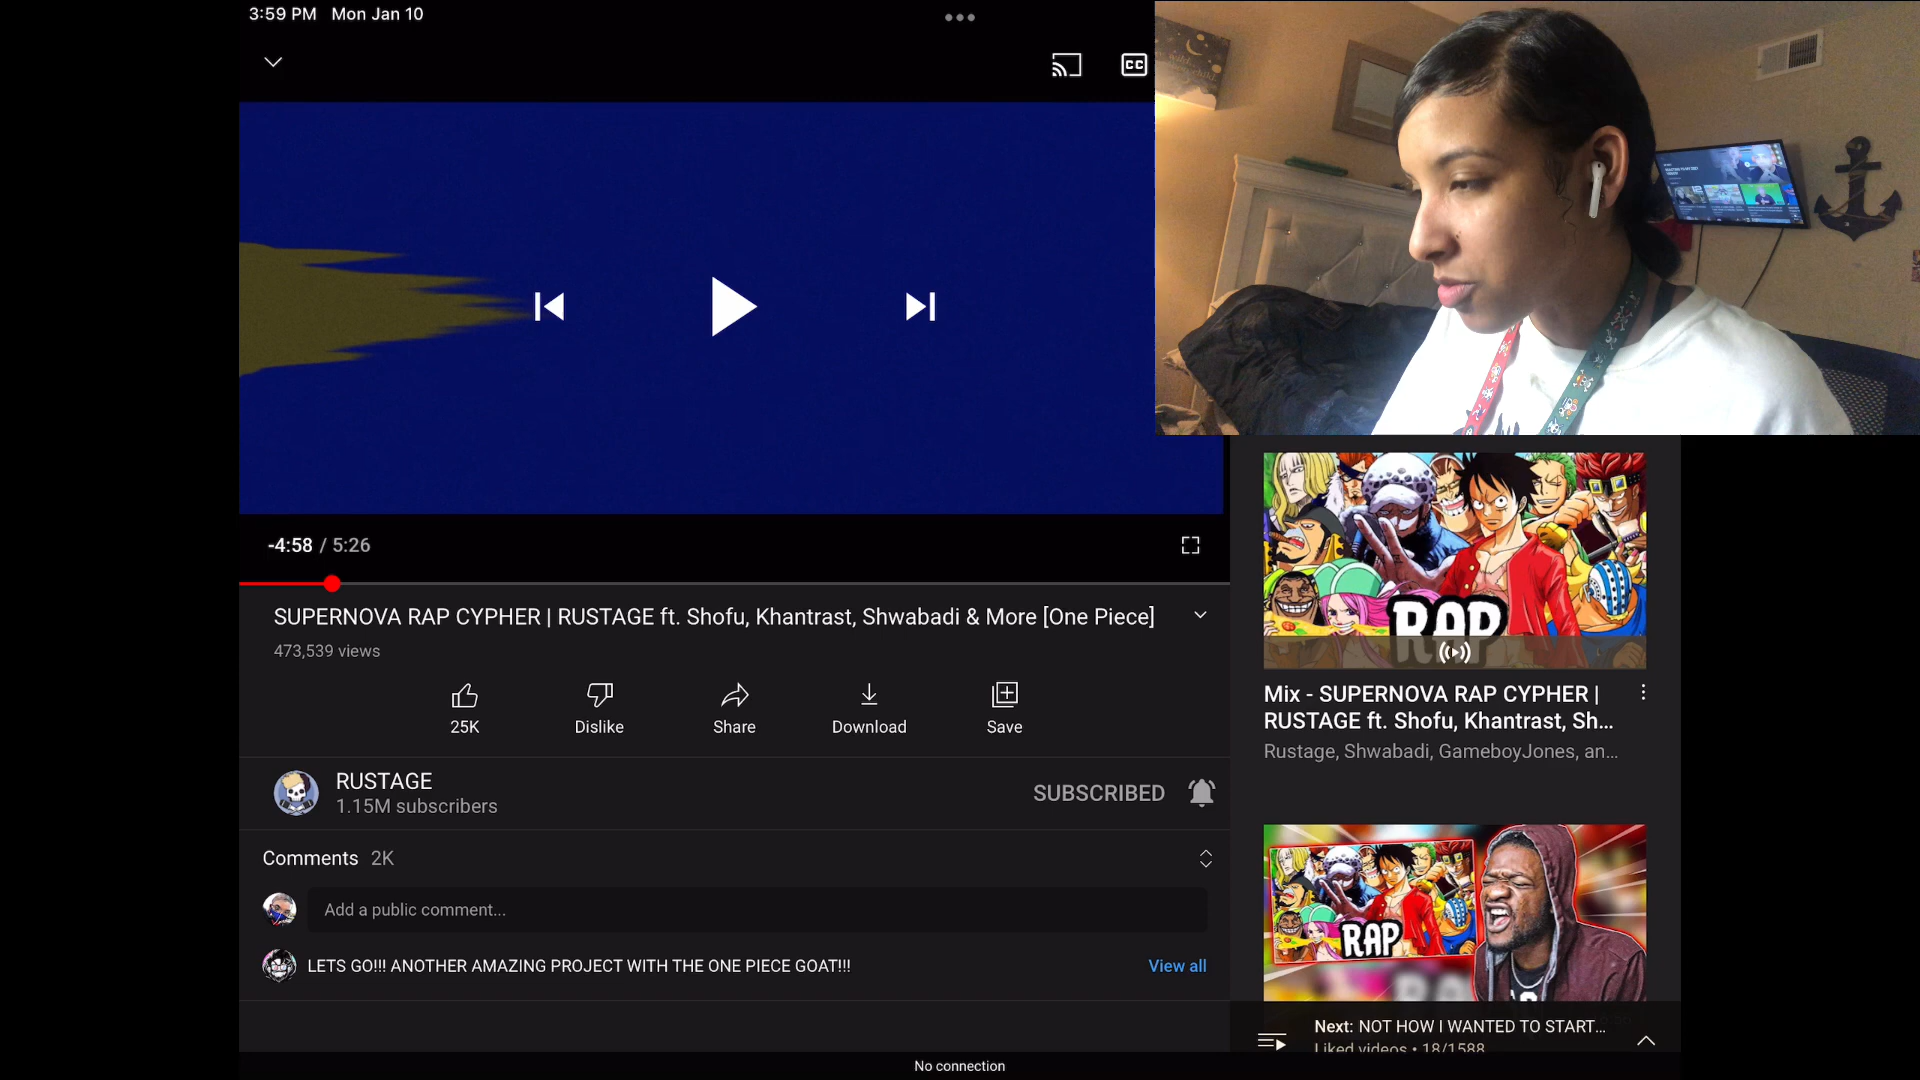 3:59 PM Mon Jan 10
CC
-4:58 / 5:26
SUPERNOVA RAP CYPHER | RUSTAGE ft. Shofu, Khantrast, Shwabadi & More [One Piece]
473,539 views
25K
Dislike
Share
Download
Save
RUSTAGE
1.15M subscribers
SUBSCRIBED
Comments 2K
Add a public comment...
LETS GO!!! ANOTHER AMAZING PROJECT WITH THE ONE PIECE GOAT!!!
View all
RAP
Mix - SUPERNOVA RAP CYPHER |
RUSTAGE ft. Shofu, Khantrast, Sh...
Rustage, Shwabadi, GameboyJones, an...
RAP
Next: NOT HOW I WANTED TO START...
Liked videos • 18/1588
No connection